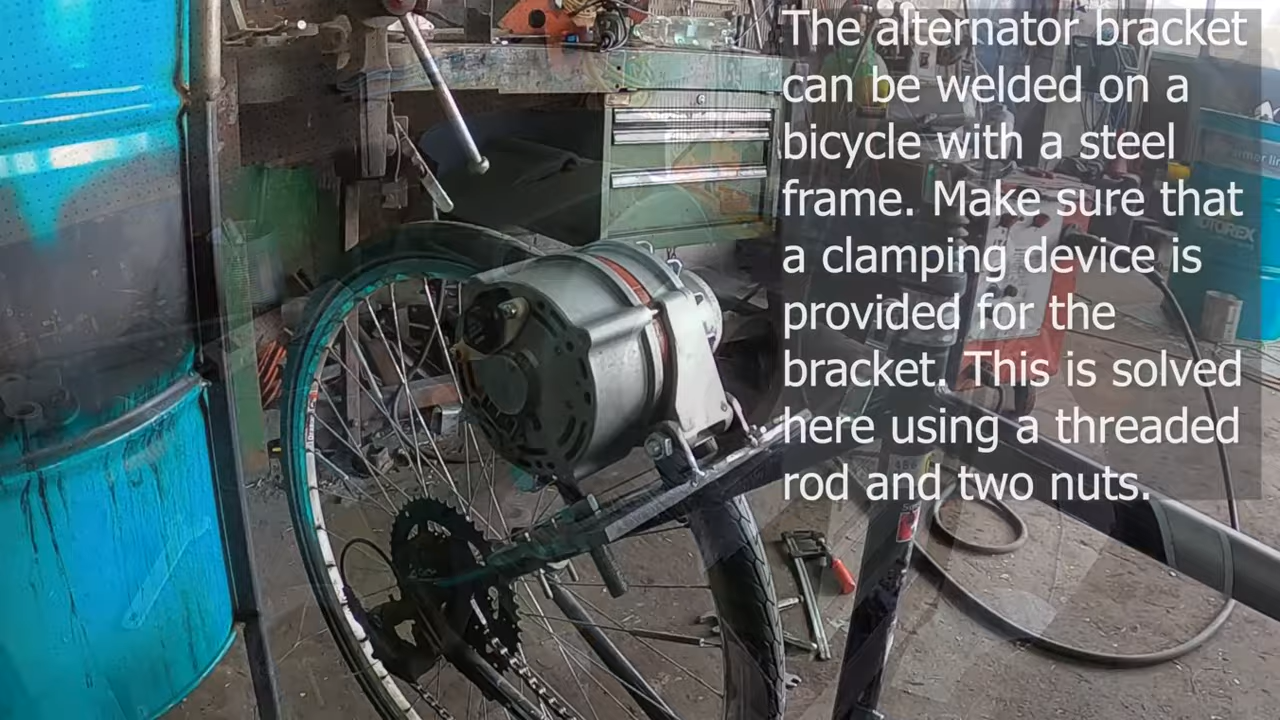 The alternator bracket
can be welded on a
bicycle with a steel
frame. Make sure that
a clamping device is
provided for the
bracket. This is solved
here using a threaded
rod and two nuts.
MOTOREX